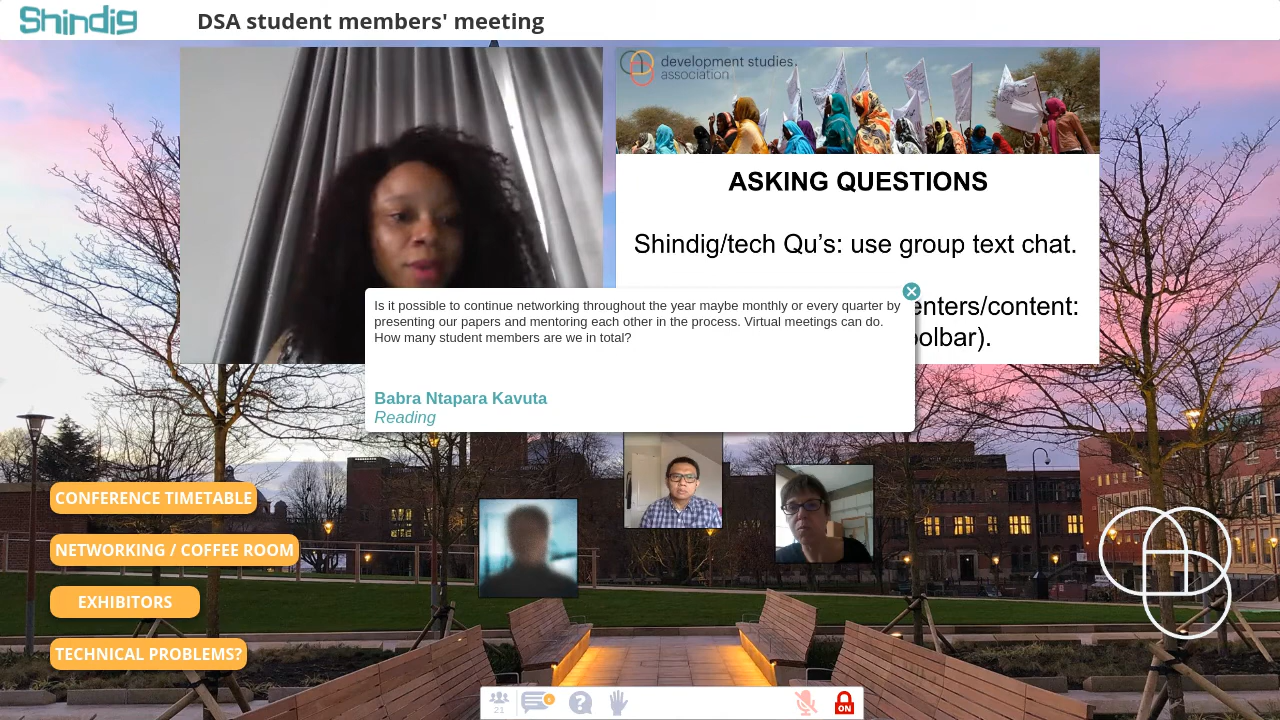 Shindig
DSA student members' meeting
development studies.
association
ASKING QUESTIONS
Shindig/tech Qu's: use group text chat.
enters/content:
olbar).
Is it possible to continue networking throughout the year maybe monthly or every quarter by
presenting our papers and mentoring each other in the process. Virtual meetings can do.
How many student members are we in total?
Babra Ntapara Kavuta
Reading
CONFERENCE TIMETABLE
NETWORKING / COFFEE ROOM
EXHIBITORS
TECHNICAL PROBLEMS?
21
ON